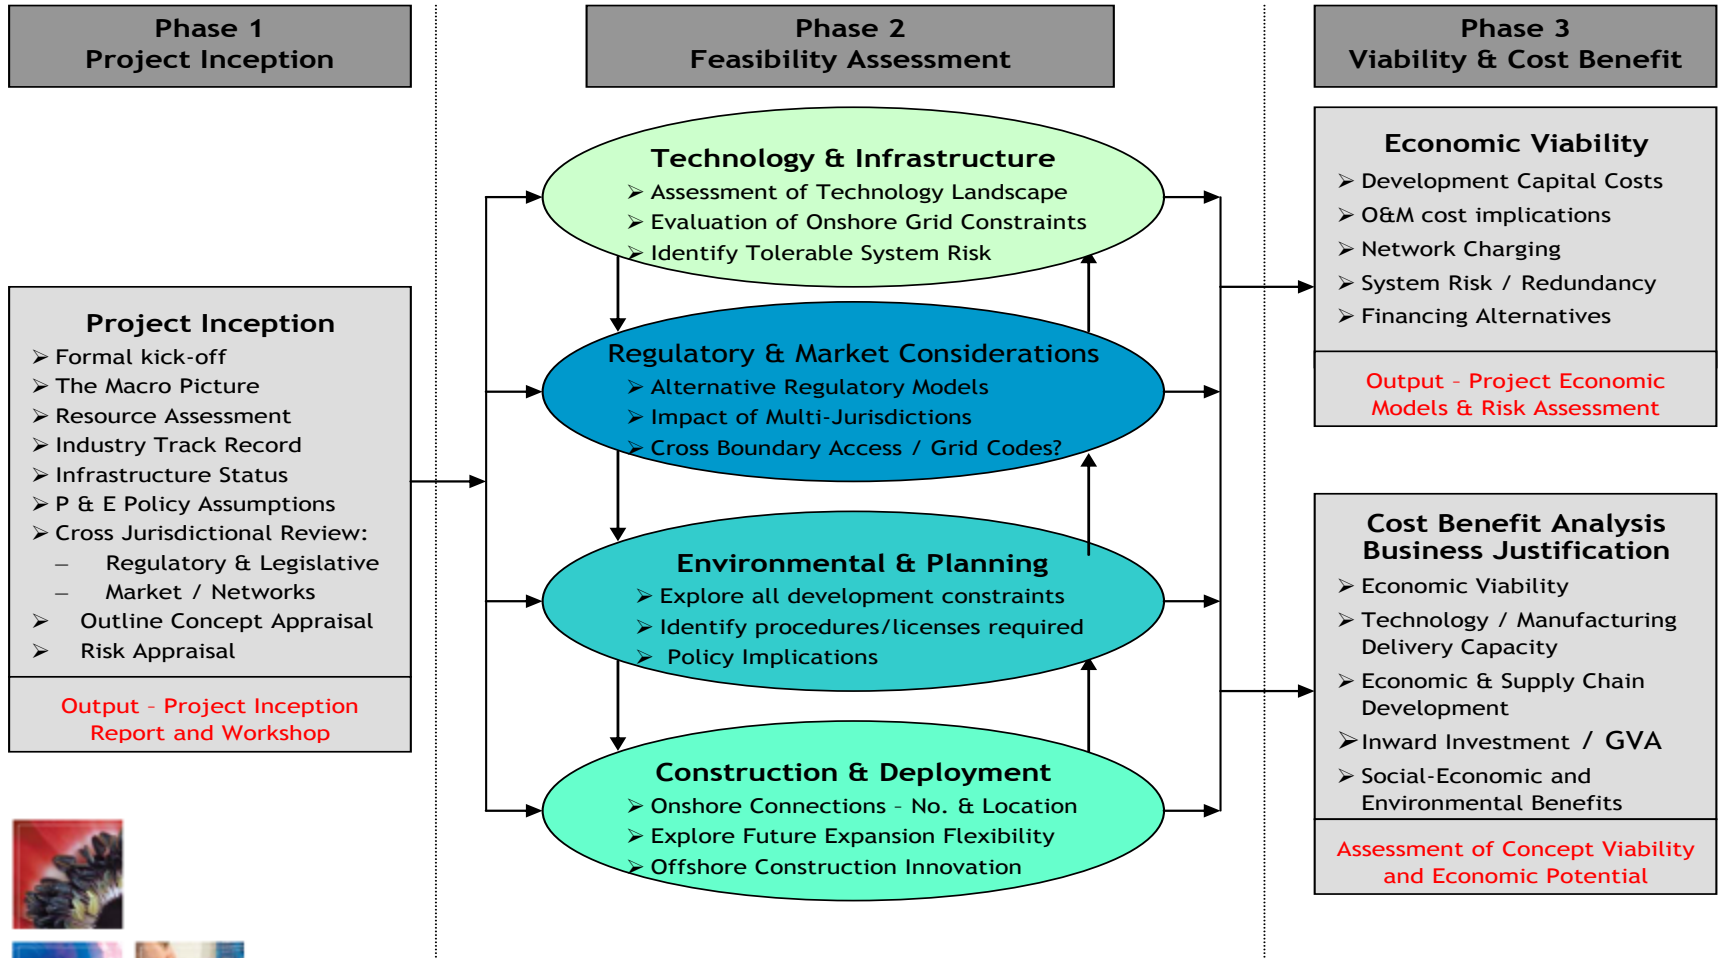 Phase 1
Project Inception
Phase 2
Feasibility Assessment
Phase 3
Viability & Cost Benefit
Project Inception
➢ Formal kick-off
➢ The Macro Picture
➢ Resource Assessment
➢ Industry Track Record
➢ Infrastructure Status
➢ P & E Policy Assumptions
➢ Cross Jurisdictional Review:
– Regulatory & Legislative
– Market / Networks
➢ Outline Concept Appraisal
➢ Risk Appraisal
Output - Project Inception
Report and Workshop
Technology & Infrastructure
➢ Assessment of Technology Landscape
➢ Evaluation of Onshore Grid Constraints
➢ Identify Tolerable System Risk
Regulatory & Market Considerations
➢ Alternative Regulatory Models
➢ Impact of Multi-Jurisdictions
➢ Cross Boundary Access / Grid Codes?
Environmental & Planning
➢ Explore all development constraints
➢ Identify procedures/licenses required
➢ Policy Implications
Construction & Deployment
➢ Onshore Connections - No. & Location
➢ Explore Future Expansion Flexibility
➢ Offshore Construction Innovation
Economic Viability
➢ Development Capital Costs
➢ O&M cost implications
➢ Network Charging
➢ System Risk / Redundancy
➢ Financing Alternatives
Output - Project Economic
Models & Risk Assessment
Cost Benefit Analysis
Business Justification
➢ Economic Viability
➢ Technology / Manufacturing
Delivery Capacity
➢ Economic & Supply Chain
Development
➢ Inward Investment / GVA
➢ Social-Economic and
Environmental Benefits
Assessment of Concept Viability
and Economic Potential